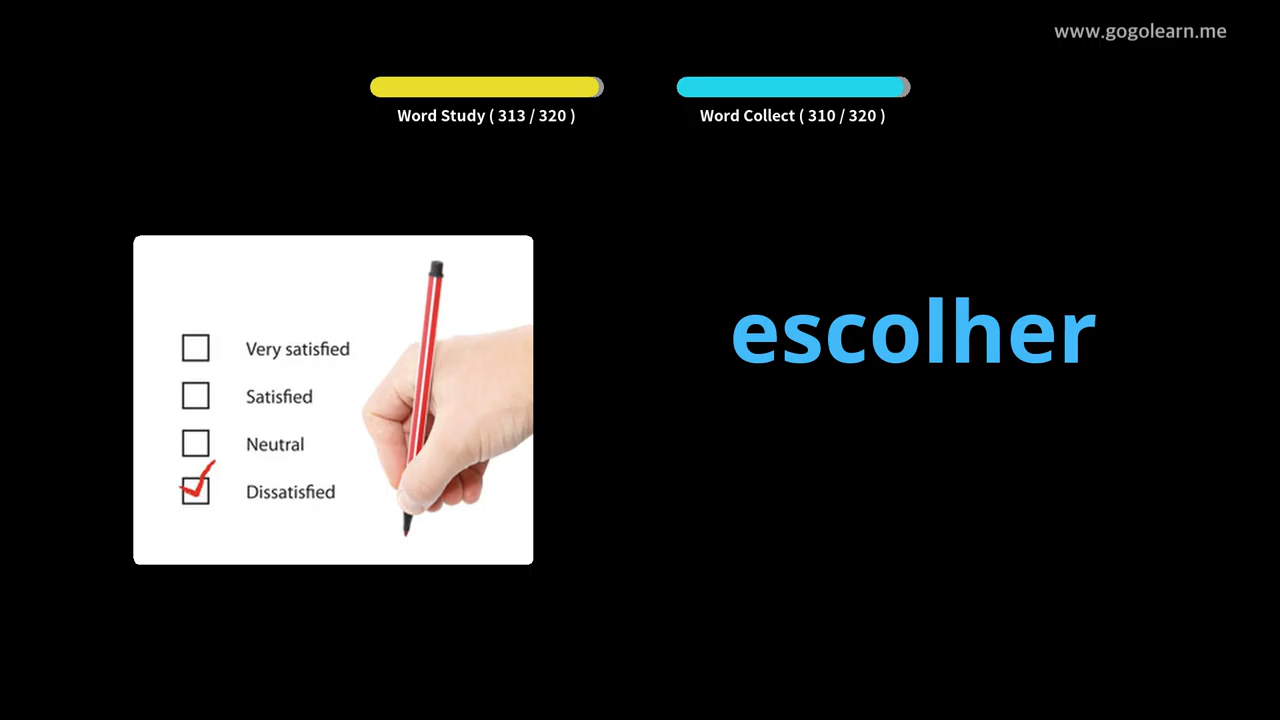 www.gogolearn.me
Word Study ( 313 / 320 )
Word Collect ( 310 / 320 )
escolher
Very satisfied
Satisfied
Neutral
Dissatisfied